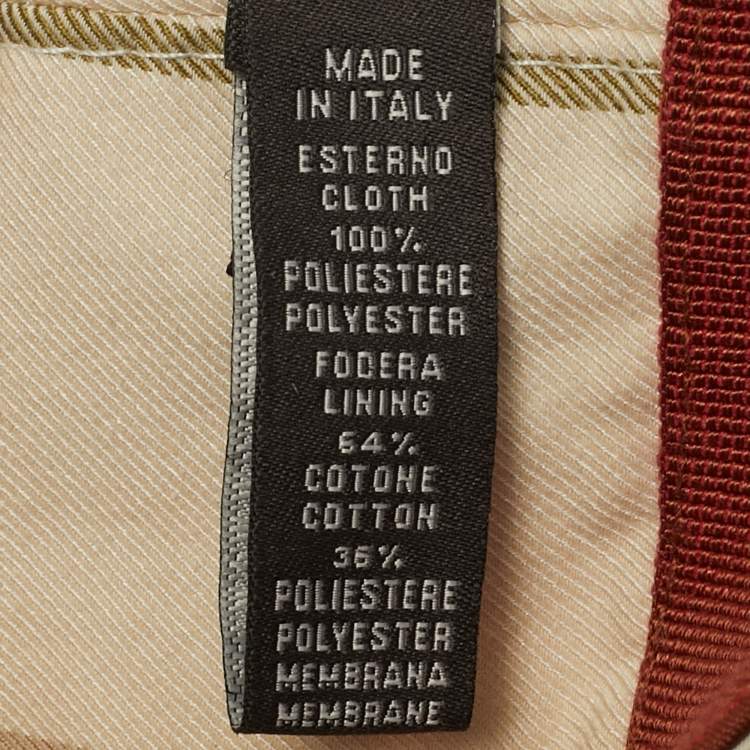 MADE
IN ITALY
ESTERNO
CLOTH
100%
POLIESTERE
POLYESTER
FODERA
LINING
64%
COTONE
COTTON
36%
POLIESTERE
POLYESTER
MEMBRANA
MEMBRANE